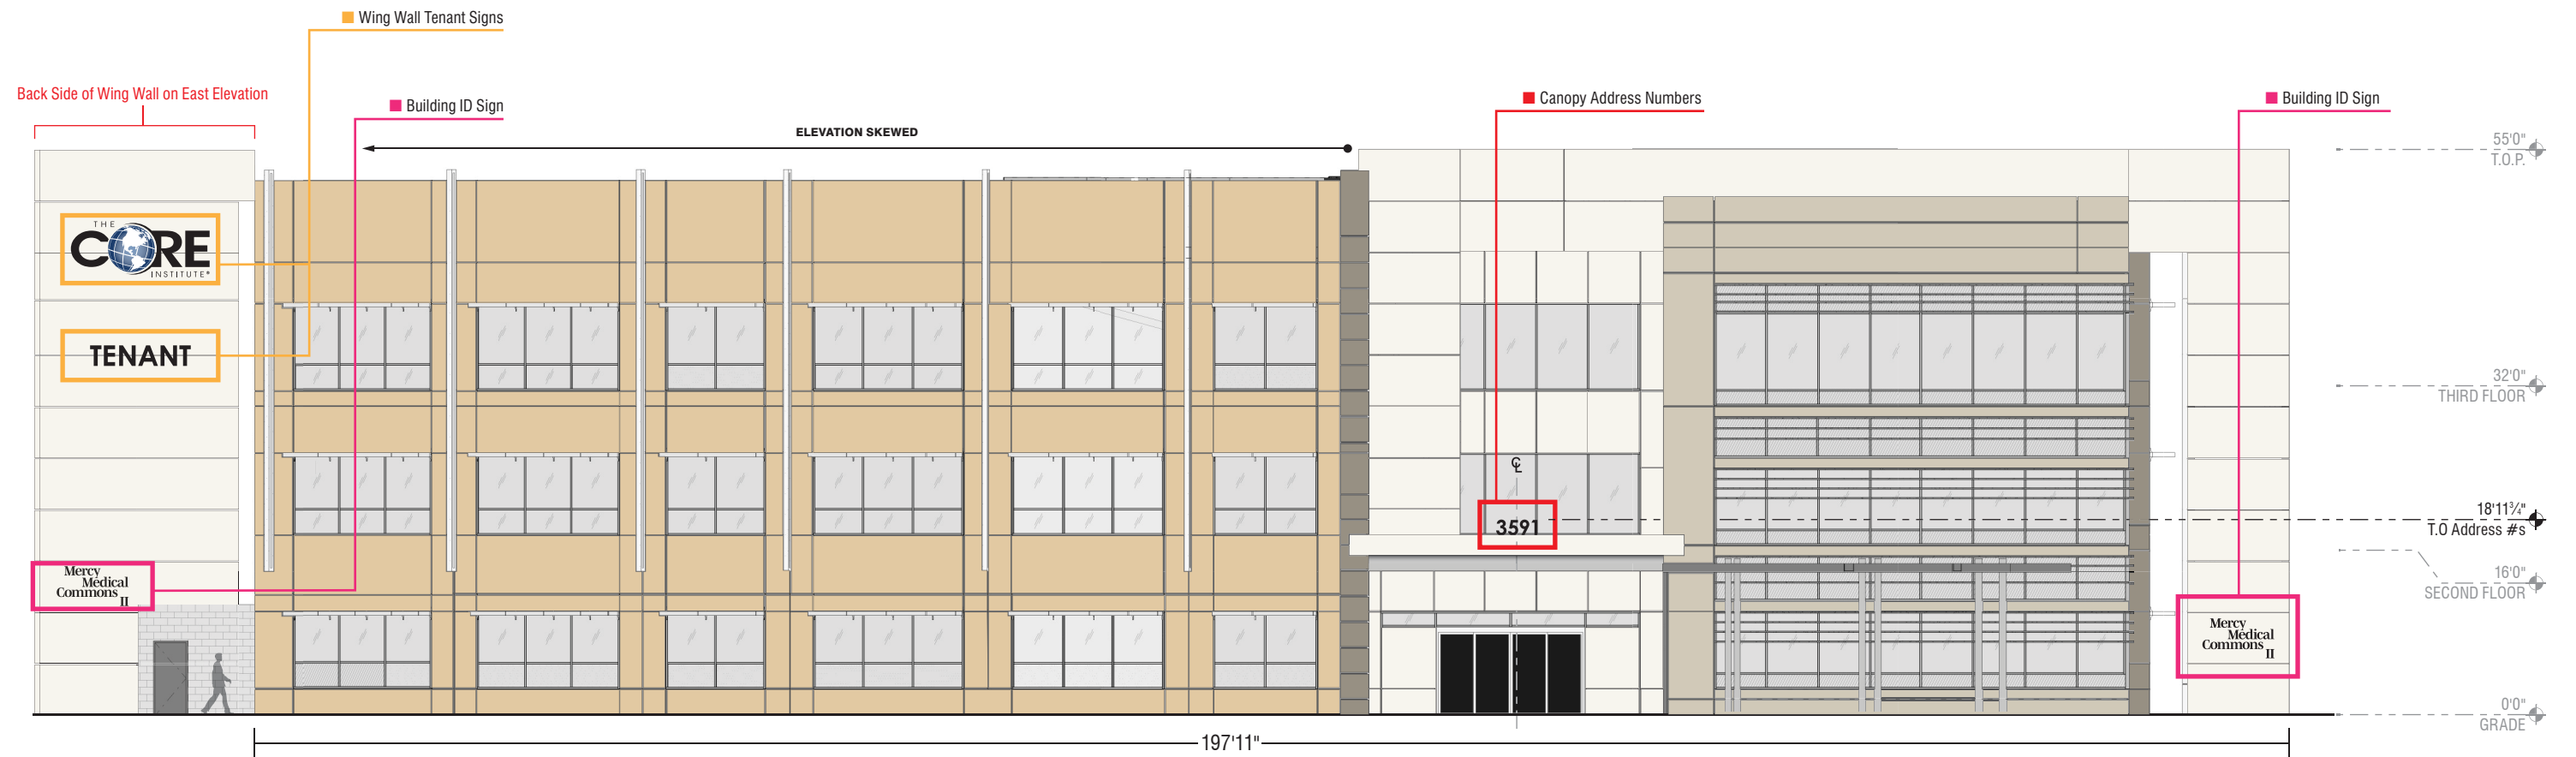 Wing Wall Tenant Signs
Back Side of Wing Wall on East Elevation
Building ID Sign
Canopy Address Numbers
Building ID Sign
ELEVATION SKEWED
55'0"
T.O.P.
THE
CORE
INSTITUTE®
TENANT
32'0"
THIRD FLOOR
℄
3591
18'11¾"
T.O Address #s
Mercy
Medical
Commons
II
16'0"
SECOND FLOOR
Mercy
Medical
Commons
II
0'0"
GRADE
197'11"